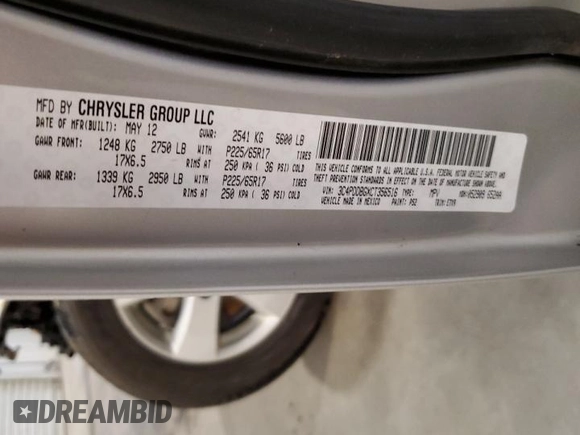 MFD BY CHRYSLER GROUP LLC
DATE OF MFR(BUILT): MAY 12 GVWR: 2541 KG 5600 LB
GAWR FRONT: 1248 KG 2750 LB WITH P225/65R17 TIRES
17X6.5 RIMS AT 250 KPA ( 36 PSI) COLD
GAWR REAR: 1339 KG 2950 LB WITH P225/65R17 TIRES
17X6.5 RIMS AT 250 KPA ( 36 PSI) COLD
THIS VEHICLE CONFORMS TO ALL APPLICABLE U.S.A. FEDERAL MOTOR VEHICLE SAFETY AND
THEFT PREVENTION STANDARDS IN EFFECT ON THE DATE OF MANUFACTURE SHOWN ABOVE.
VIN: 3C4PDDBGXCT356516 TYPE: MPV
VEHICLE MADE IN MEXICO PAINT: PS2
DREAMBID